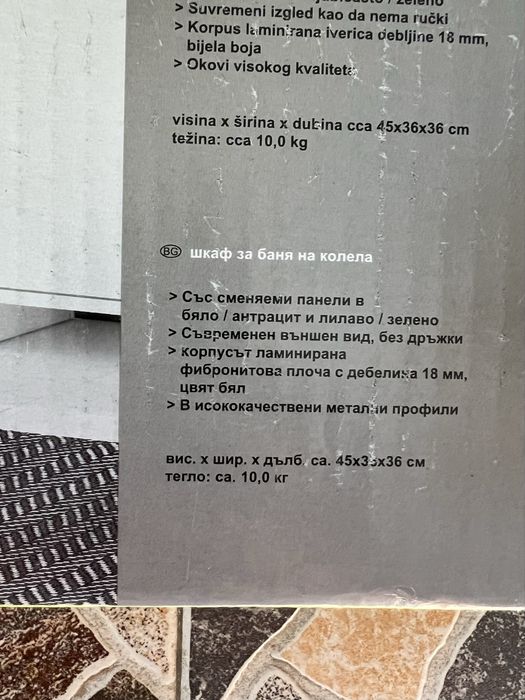 > Suvremeni izgled kao da nema ručki
> Korpus laminirana iverica debljine 18 mm,
bijela boja
> Okovi visokog kvaliteta
visina x širina x dubina cca 45x36x36 cm
težina: cca 10,0 kg
BG шкаф за баня на колела
> Със сменяеми панели в
бяло / антрацит и лилаво / зелено
> Съвременен външен вид, без дръжки
> корпусът ламинирана
фибронитова плоча с дебелина 18 мм,
цвят бял
> В исококачествени метални профили
вис. х шир. х дълб. ca. 45x36x36 см
тегло: са. 10,0 кг